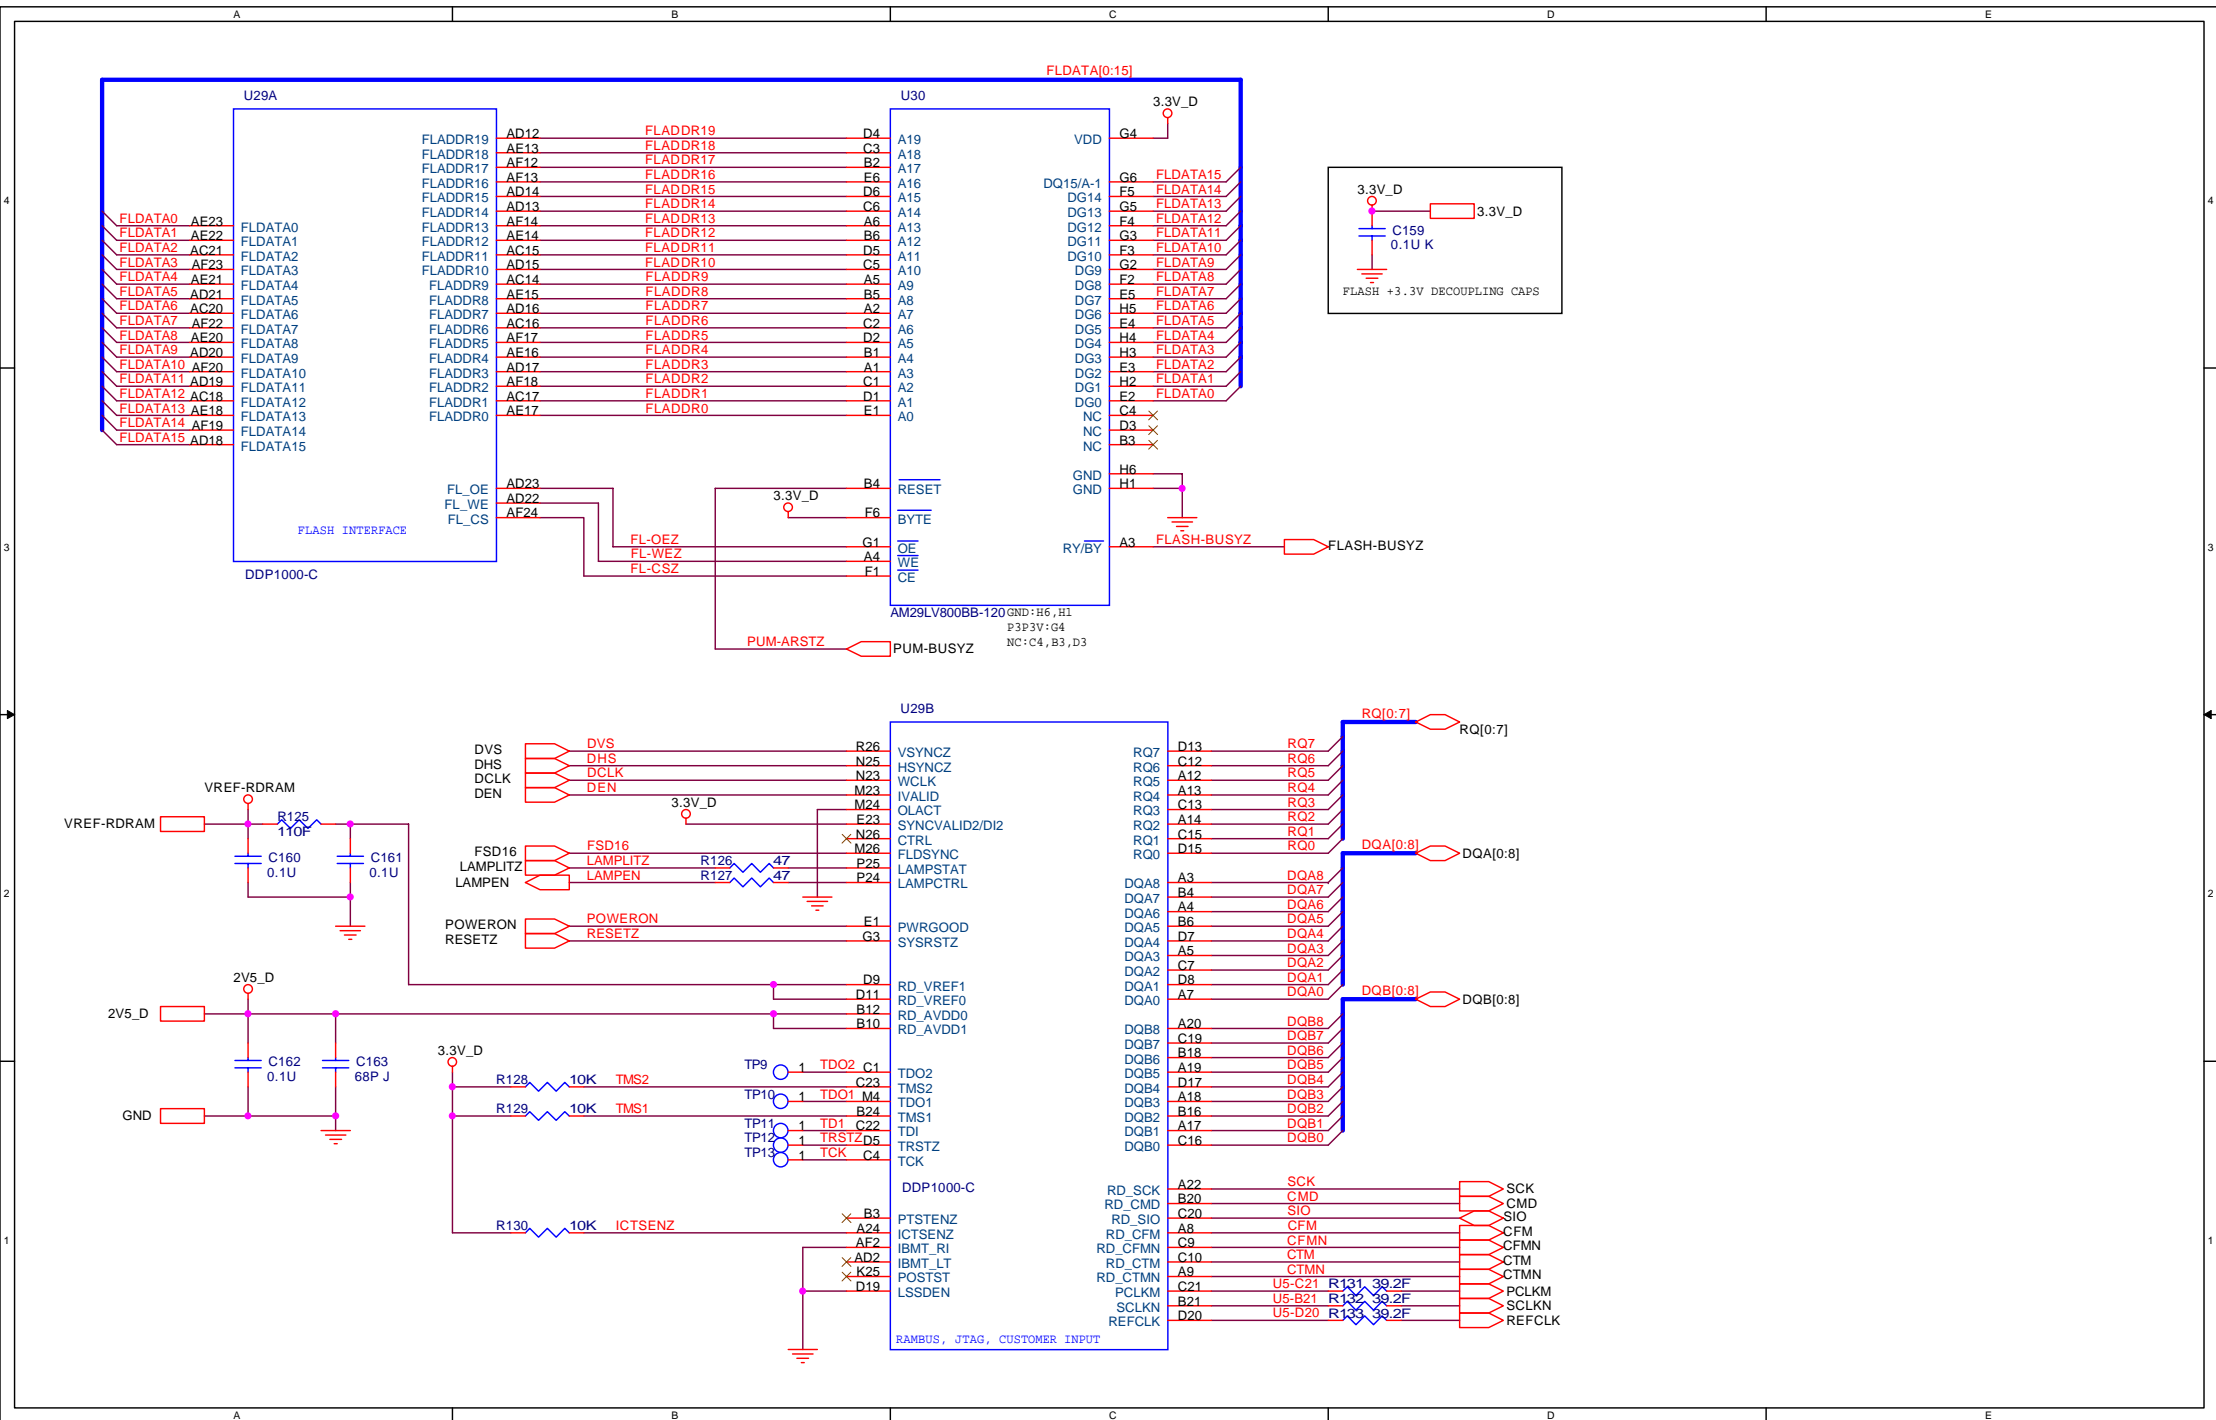 A B C D E
FLDATA[0:15]
U29A
U30
3.3V_D
FLADDR19 AD12 FLADDR19 D4 A19
VDD G4
FLADDR18 AE13 FLADDR18 C3 A18
FLADDR17 AF12 FLADDR17 B2 A17
FLADDR16 AF13 FLADDR16 E6 A16
DQ15/A-1 G6 FLDATA15
FLADDR15 AD14 FLADDR15 D6 A15
DG14 F5 FLDATA14
FLADDR14 AD13 FLADDR14 C6 A14
DG13 G5 FLDATA13
FLADDR13 AF14 FLADDR13 A6 A13
DG12 F4 FLDATA12
FLADDR12 AE14 FLADDR12 B6 A12
DG11 G3 FLDATA11
FLADDR11 AC15 FLADDR11 D5 A11
DG10 F3 FLDATA10
FLADDR10 AD15 FLADDR10 C5 A10
DG9 G2 FLDATA9
FLADDR9 AC14 FLADDR9 A5 A9
DG8 F2 FLDATA8
FLADDR8 AE15 FLADDR8 B5 A8
DG7 E5 FLDATA7
FLADDR7 AD16 FLADDR7 A2 A7
DG6 H5 FLDATA6
FLADDR6 AC16 FLADDR6 C2 A6
DG5 E4 FLDATA5
FLADDR5 AF17 FLADDR5 D2 A5
DG4 H4 FLDATA4
FLADDR4 AE16 FLADDR4 B1 A4
DG3 H3 FLDATA3
FLADDR3 AD17 FLADDR3 A1 A3
DG2 E3 FLDATA2
FLADDR2 AF18 FLADDR2 C1 A2
DG1 H2 FLDATA1
FLADDR1 AC17 FLADDR1 D1 A1
DG0 E2 FLDATA0
FLADDR0 AE17 FLADDR0 E1 A0
NC C4
NC D3
NC B3
GND H6
GND H1
FLDATA0 AE23 FLDATA0
FLDATA1 AE22 FLDATA1
FLDATA2 AC21 FLDATA2
FLDATA3 AF23 FLDATA3
FLDATA4 AE21 FLDATA4
FLDATA5 AD21 FLDATA5
FLDATA6 AC20 FLDATA6
FLDATA7 AF22 FLDATA7
FLDATA8 AE20 FLDATA8
FLDATA9 AD20 FLDATA9
FLDATA10 AF20 FLDATA10
FLDATA11 AD19 FLDATA11
FLDATA12 AC18 FLDATA12
FLDATA13 AE18 FLDATA13
FLDATA14 AF19 FLDATA14
FLDATA15 AD18 FLDATA15
3.3V_D
3.3V_D
C159
0.1U K
FLASH +3.3V DECOUPLING CAPS
4
4
FL_OE AD23
FL_WE AD22
FL_CS AF24
FLASH INTERFACE
DDP1000-C
B4 RESET
3.3V_D
F6 BYTE
FL-OEZ G1 OE
FL-WEZ A4 WE
FL-CSZ F1 CE
RY/BY A3 FLASH-BUSYZ FLASH-BUSYZ
3
3
AM29LV800BB-120
GND:H6,H1
P3P3V:G4
NC:C4,B3,D3
PUM-ARSTZ PUM-BUSYZ
U29B
DVS DVS R26 VSYNCZ
DHS DHS N25 HSYNCZ
DCLK DCLK N23 WCLK
DEN DEN M23 IVALID
M24 OLACT
3.3V_D
E23 SYNCVALID2/DI2
N26 CTRL
FSD16 FSD16 M26 FLDSYNC
LAMPLITZ LAMPLITZ R126 47 P25 LAMPSTAT
LAMPEN LAMPEN R127 47 P24 LAMPCTRL
POWERON POWERON E1 PWRGOOD
RESETZ RESETZ G3 SYSRSTZ
D9 RD_VREF1
D11 RD_VREF0
B12 RD_AVDD0
B10 RD_AVDD1
VREF-RDRAM
VREF-RDRAM
R125
110F
C160
0.1U
C161
0.1U
2V5_D
2V5_D
C162
0.1U
C163
68P J
GND
3.3V_D
TP9 1 TDO2 C1 TDO2
R128 10K TMS2 C23 TMS2
TP10 1 TDO1 M4 TDO1
R129 10K TMS1 B24 TMS1
TP11 1 TD1 C22 TDI
TP12 1 TRSTZ D5 TRSTZ
TP13 1 TCK C4 TCK
DDP1000-C
B3 PTSTENZ
R130 10K ICTSENZ A24 ICTSENZ
AF2 IBMT_RI
AD2 IBMT_LT
K25 POSTST
D19 LSSDEN
RAMBUS, JTAG, CUSTOMER INPUT
RQ[0:7] RQ[0:7]
RQ7 D13 RQ7
RQ6 C12 RQ6
RQ5 A12 RQ5
RQ4 A13 RQ4
RQ3 C13 RQ3
RQ2 A14 RQ2
RQ1 C15 RQ1
RQ0 D15 RQ0
DQA[0:8] DQA[0:8]
DQA8 A3 DQA8
DQA7 B4 DQA7
DQA6 A4 DQA6
DQA5 B6 DQA5
DQA4 D7 DQA4
DQA3 A5 DQA3
DQA2 C7 DQA2
DQA1 D8 DQA1
DQA0 A7 DQA0
DQB[0:8] DQB[0:8]
DQB8 A20 DQB8
DQB7 C19 DQB7
DQB6 B18 DQB6
DQB5 A19 DQB5
DQB4 D17 DQB4
DQB3 A18 DQB3
DQB2 B16 DQB2
DQB1 A17 DQB1
DQB0 C16 DQB0
RD_SCK A22 SCK SCK
RD_CMD B20 CMD CMD
RD_SIO C20 SIO SIO
RD_CFM A8 CFM CFM
RD_CFMN C9 CFMN CFMN
RD_CTM C10 CTM CTM
RD_CTMN A9 CTMN CTMN
PCLKM C21 U5-C21 R131 39.2F PCLKM
SCLKN B21 U5-B21 R132 39.2F SCLKN
REFCLK D20 U5-D20 R133 39.2F REFCLK
2
2
1
1
A B C D E